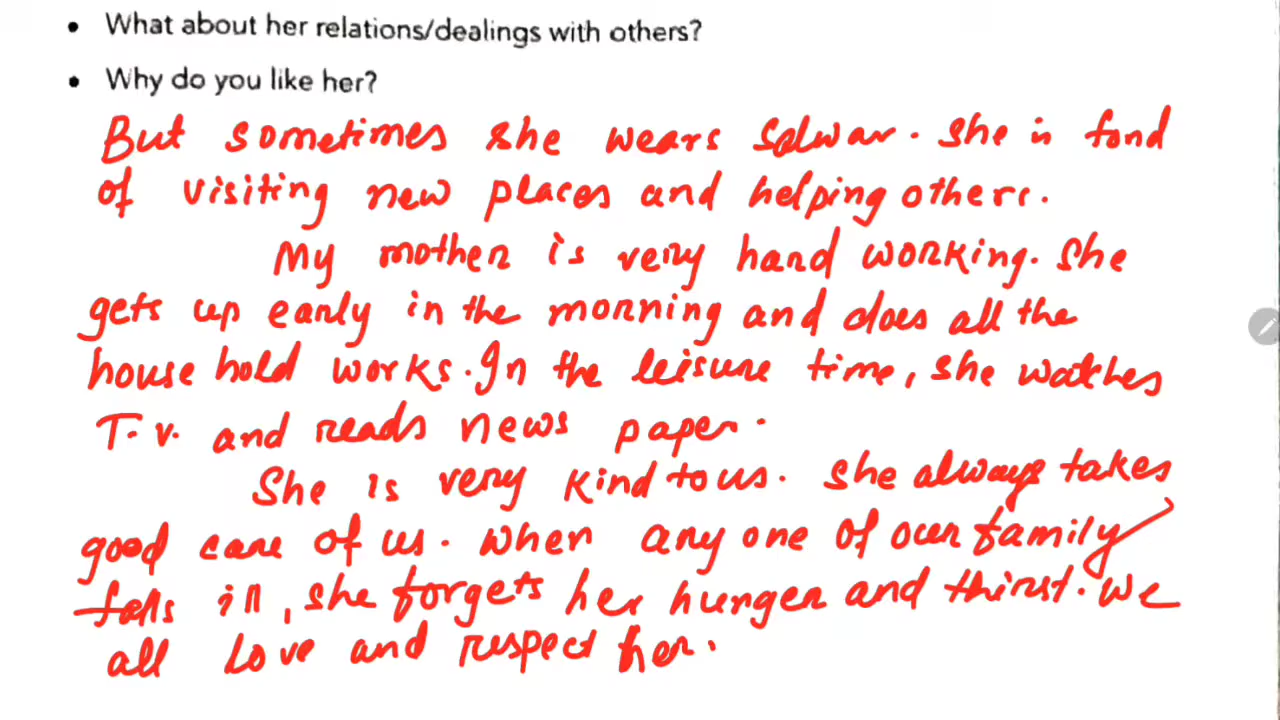 • What about her relations/dealings with others?
• Why do you like her?
But sometimes she wears Salwar. She is fond
of visiting new places and helping others.
My mother is very hard working. She
gets up early in the morning and does all the
house hold works. In the leisure time, she watches
T.V. and reads news paper.
She is very kind to us. She always takes
good care of us. When any one of our family
falls ill, she forgets her hunger and thirst. We
all love and respect her.